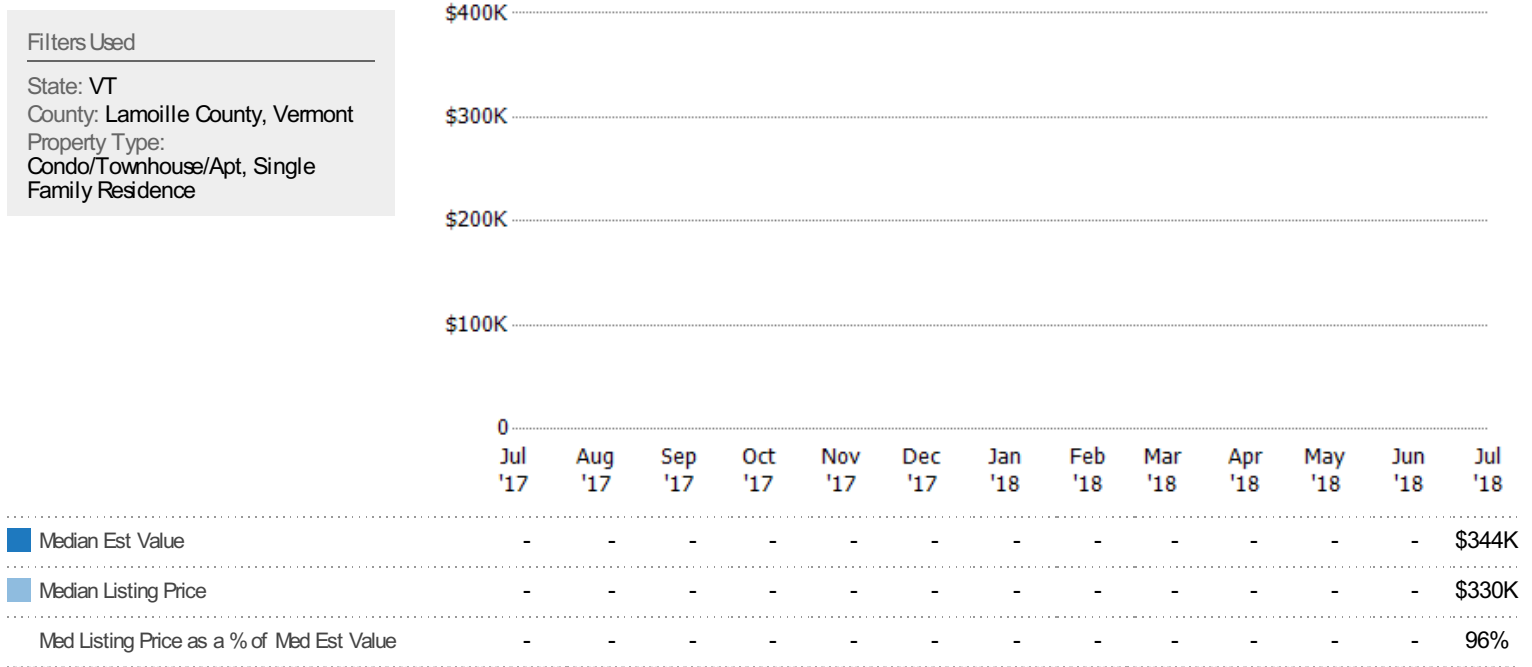 Filters Used
State: VT
County: Lamoille County, Vermont
Property Type:
Condo/Townhouse/Apt, Single
Family Residence
$400K
$300K
$200K
$100K
0
Jul Aug Sep Oct Nov Dec Jan Feb Mar Apr May Jun Jul
'17 '17 '17 '17 '17 '17 '18 '18 '18 '18 '18 '18 '18
Median Est Value - - - - - - - - - - - - $344K
Median Listing Price - - - - - - - - - - - - $330K
Med Listing Price as a % of Med Est Value - - - - - - - - - - - - 96%